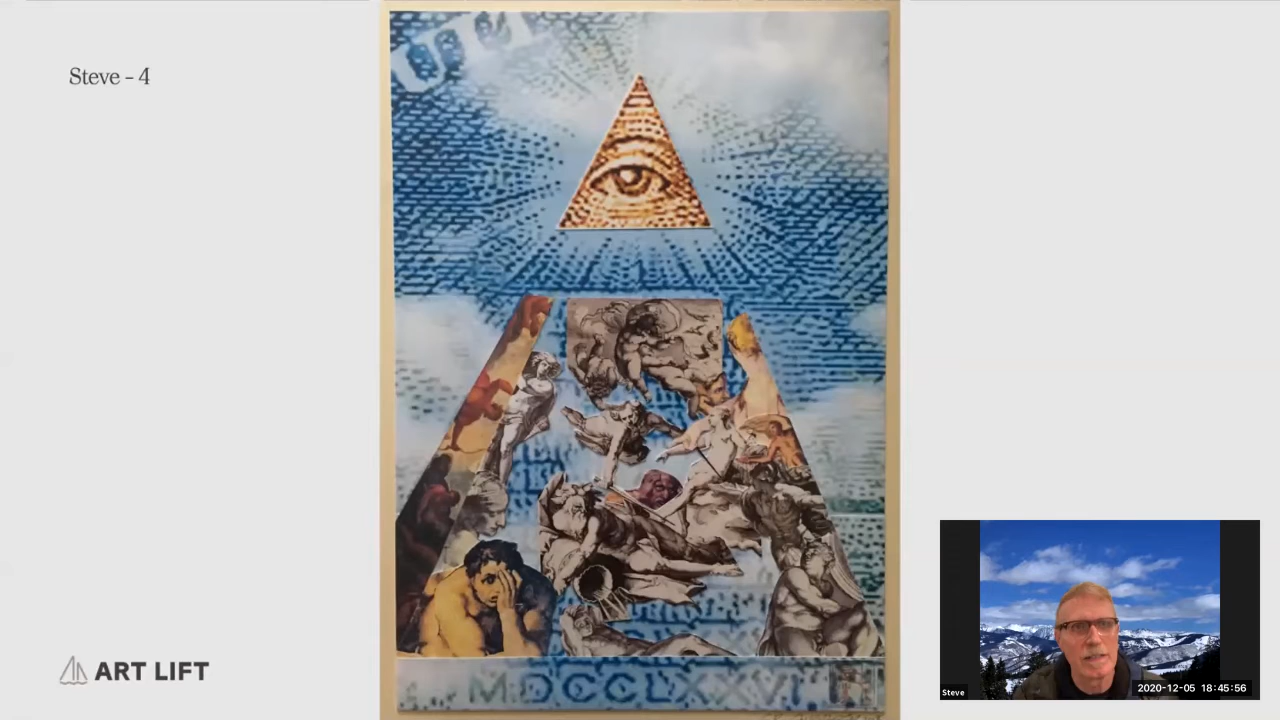 Steve – 4
MDCCLXXVI
ART LIFT
Steve
2020-12-05 18:45:56